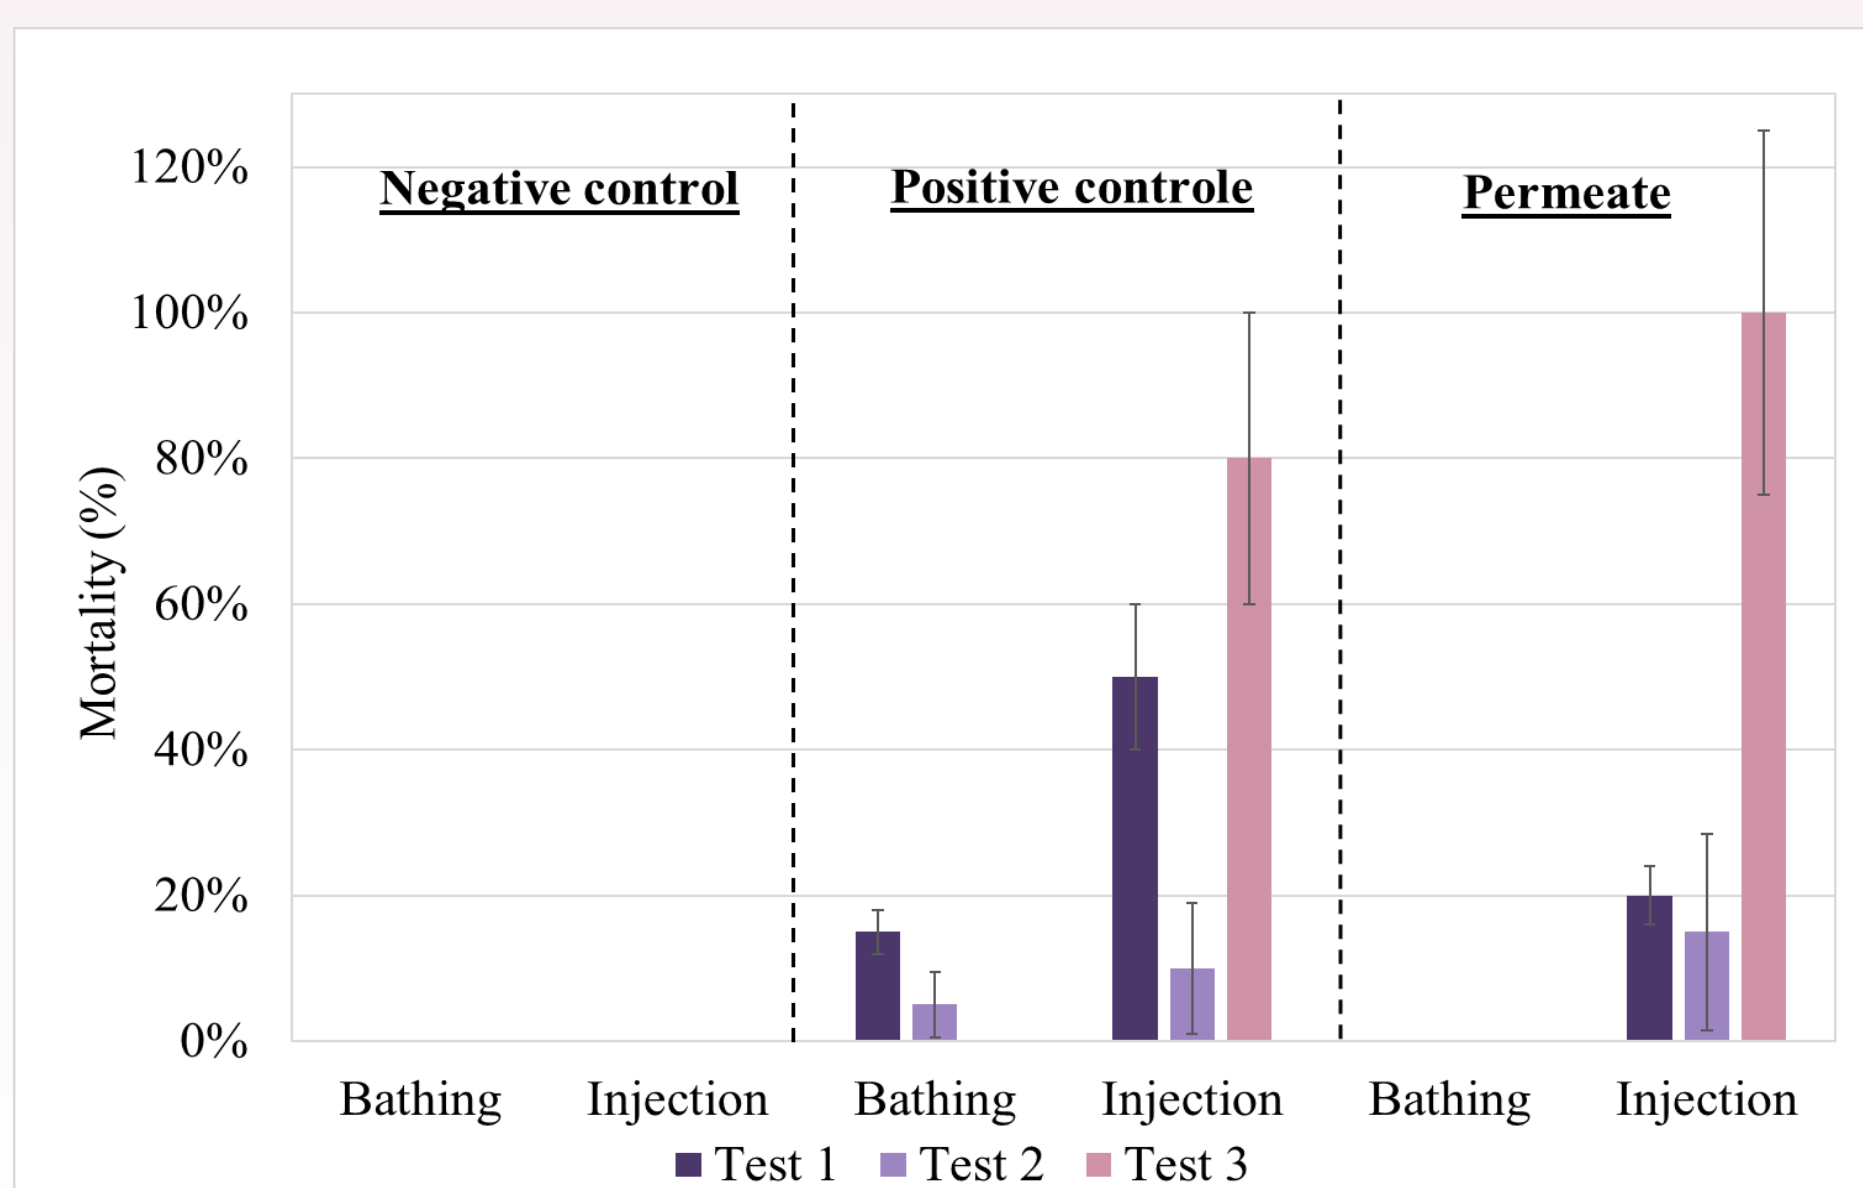 120%
Negative control
Positive controle
Permeate
100%
80%
60%
40%
20%
0%
Mortality (%)
Bathing Injection Bathing Injection Bathing Injection
Test 1 Test 2 Test 3